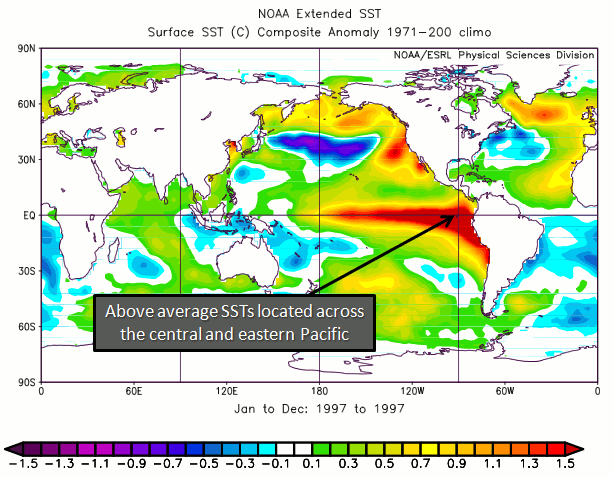 NOAA Extended SST
Surface SST (C) Composite Anomaly 1971-200 climo
NOAA/ESRL Physical Sciences Division
90N
60N
30N
EQ
30S
60S
90S
Above average SSTs located across
the central and eastern Pacific
0 60E 120E 180 120W 60W 0
Jan to Dec: 1997 to 1997
-1.5 -1.3 -1.1 -0.9 -0.7 -0.5 -0.3 -0.1 0.1 0.3 0.5 0.7 0.9 1.1 1.3 1.5